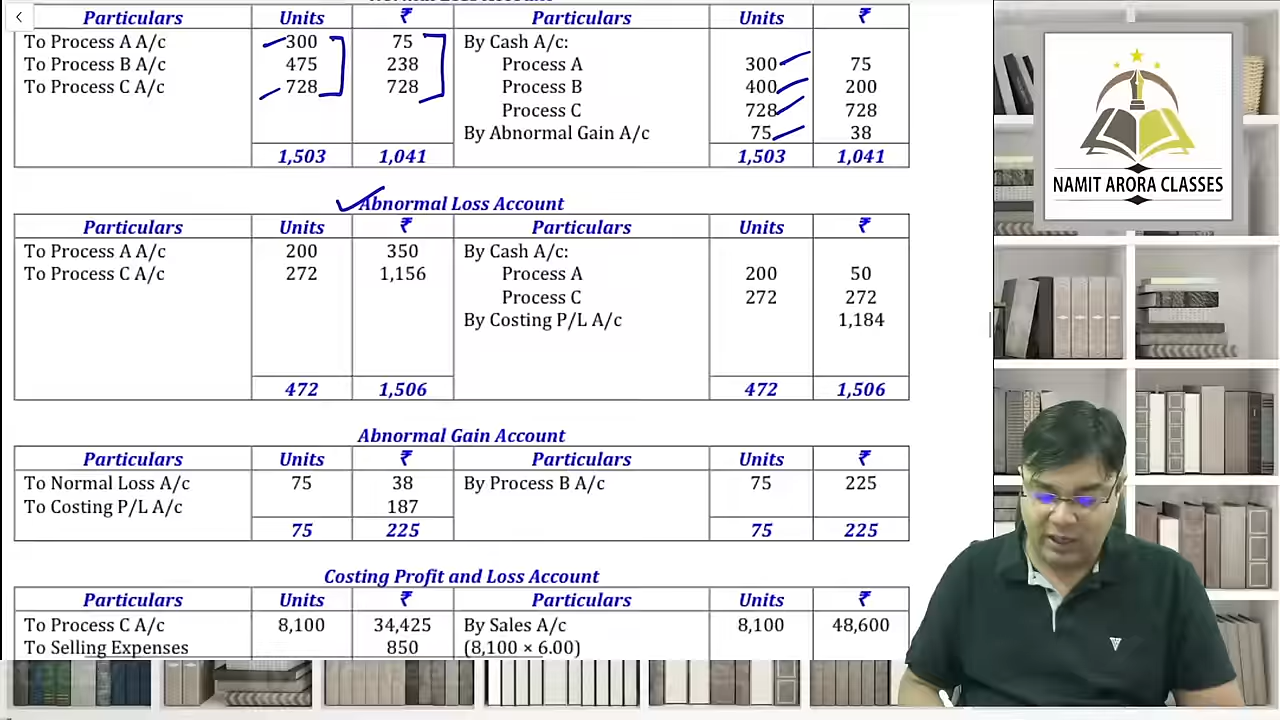 Particulars Units ₹ Particulars Units ₹
To Process A A/c 300 75 By Cash A/c:
To Process B A/c 475 238 Process A 300 75
To Process C A/c 728 728 Process B 400 200
Process C 728 728
By Abnormal Gain A/c 75 38
1,503 1,041 1,503 1,041
Abnormal Loss Account
Particulars Units ₹ Particulars Units ₹
To Process A A/c 200 350 By Cash A/c:
To Process C A/c 272 1,156 Process A 200 50
Process C 272 272
By Costing P/L A/c 1,184
472 1,506 472 1,506
Abnormal Gain Account
Particulars Units ₹ Particulars Units ₹
To Normal Loss A/c 75 38 By Process B A/c 75 225
To Costing P/L A/c 187
75 225 75 225
Costing Profit and Loss Account
Particulars Units ₹ Particulars Units ₹
To Process C A/c 8,100 34,425 By Sales A/c 8,100 48,600
To Selling Expenses 850 (8,100 × 6.00)
NAMIT ARORA CLASSES